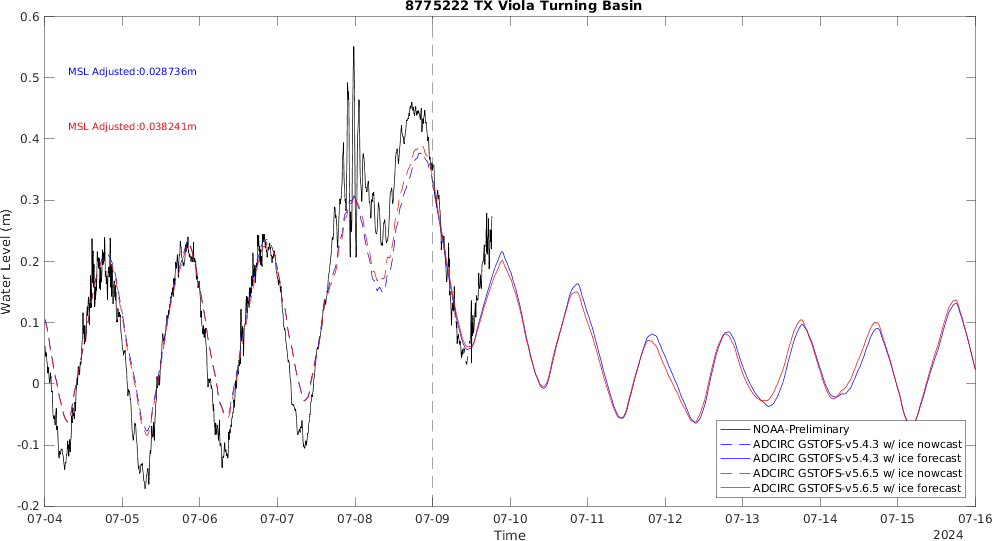 8775222 TX Viola Turning Basin
0.6
0.5
0.4
0.3
0.2
0.1
0
-0.1
-0.2
Water Level (m)
MSL Adjusted:0.028736m
MSL Adjusted:0.038241m
NOAA-Preliminary
ADCIRC GSTOFS-v5.4.3 w/ ice nowcast
ADCIRC GSTOFS-v5.4.3 w/ ice forecast
ADCIRC GSTOFS-v5.6.5 w/ ice nowcast
ADCIRC GSTOFS-v5.6.5 w/ ice forecast
07-04 07-05 07-06 07-07 07-08 07-09 07-10 07-11 07-12 07-13 07-14 07-15 07-16
Time
2024